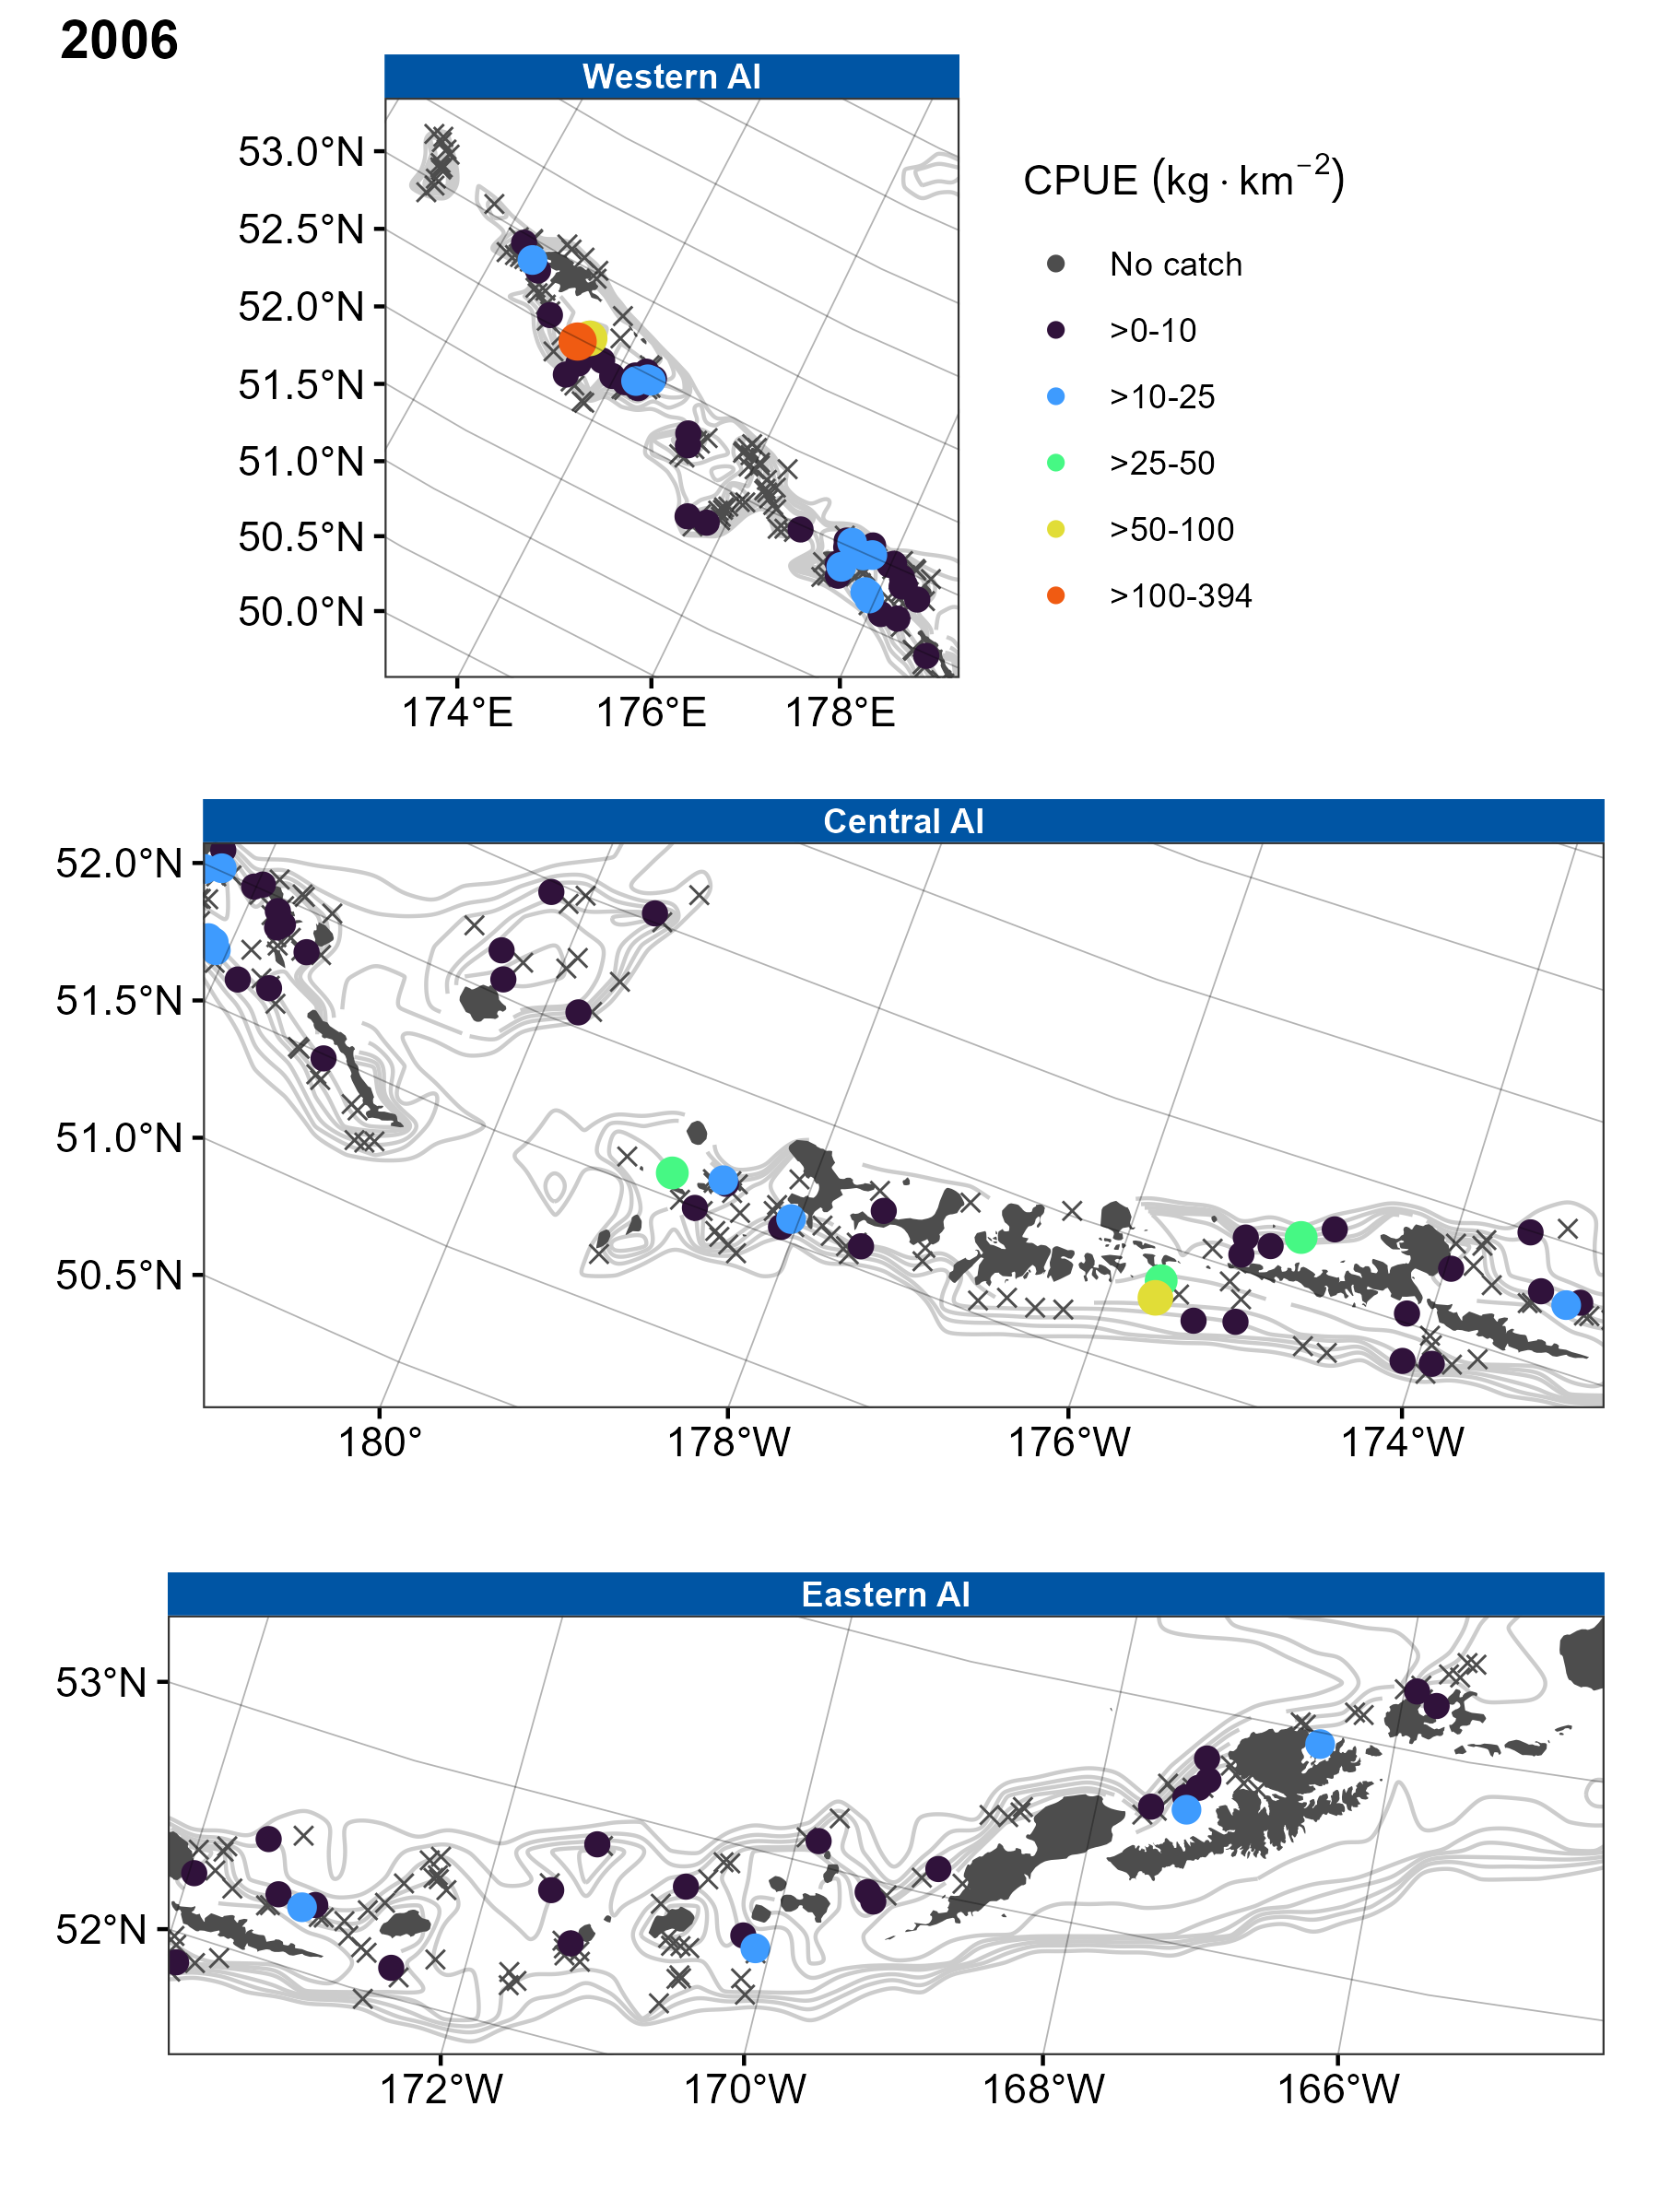 2006
Western AI
53.0°N
52.5°N
52.0°N
51.5°N
51.0°N
50.5°N
50.0°N
174°E 176°E 178°E
CPUE (kg · km⁻²)
No catch
>0-10
>10-25
>25-50
>50-100
>100-394
Central AI
52.0°N
51.5°N
51.0°N
50.5°N
180° 178°W 176°W 174°W
Eastern AI
53°N
52°N
172°W 170°W 168°W 166°W